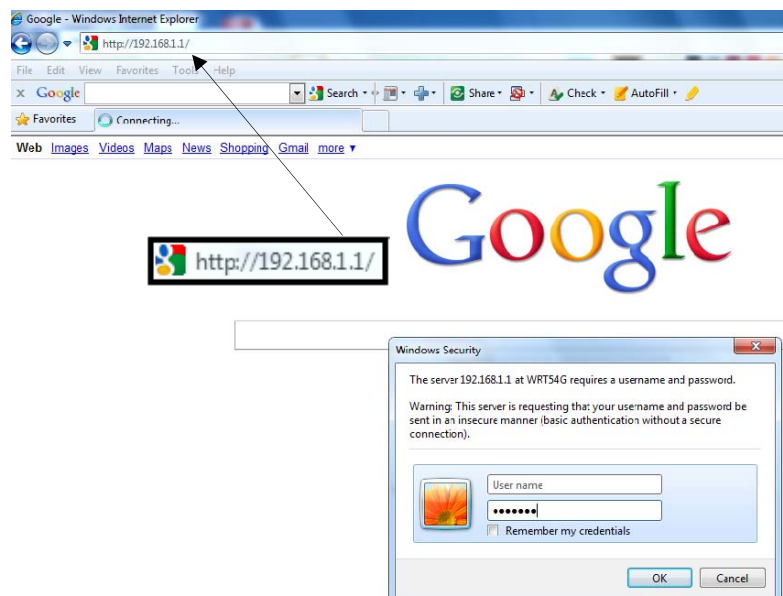 Google - Windows Internet Explorer
http://192.168.1.1/
File Edit View Favorites Tools Help
x Google Search Share Check AutoFill
Favorites Connecting...
Web Images Videos Maps News Shopping Gmail more
Google
http://192.168.1.1/
Windows Security
The server 192.168.1.1 at WRT54G requires a username and password.
Warning: This server is requesting that your username and password be
sent in an insecure manner (basic authentication without a secure
connection).
User name
•••••••
Remember my credentials
OK Cancel